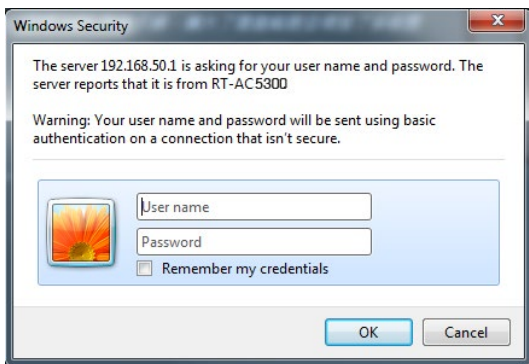 Windows Security
The server 192.168.50.1 is asking for your user name and password. The
server reports that it is from RT-AC5300
Warning: Your user name and password will be sent using basic
authentication on a connection that isn't secure.
User name
Password
Remember my credentials
OK
Cancel